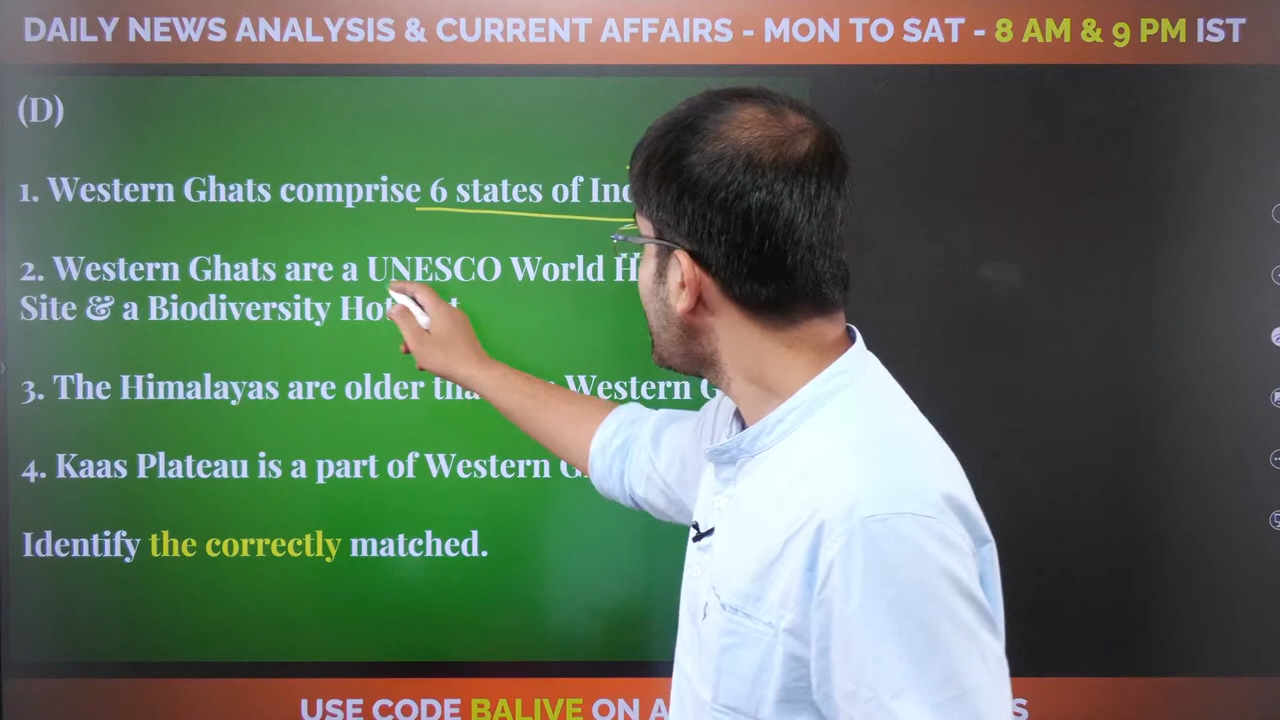 DAILY NEWS ANALYSIS & CURRENT AFFAIRS - MON TO SAT - 8 AM & 9 PM IST
(D)
1. Western Ghats comprise 6 states of
2. Western Ghats are a UNESCO World
Site & a Biodiversity
3. The Himalayas are older Western
4. Kaas Plateau is a part of Western
Identify the correctly matched.
USE CODE BALIVE ON